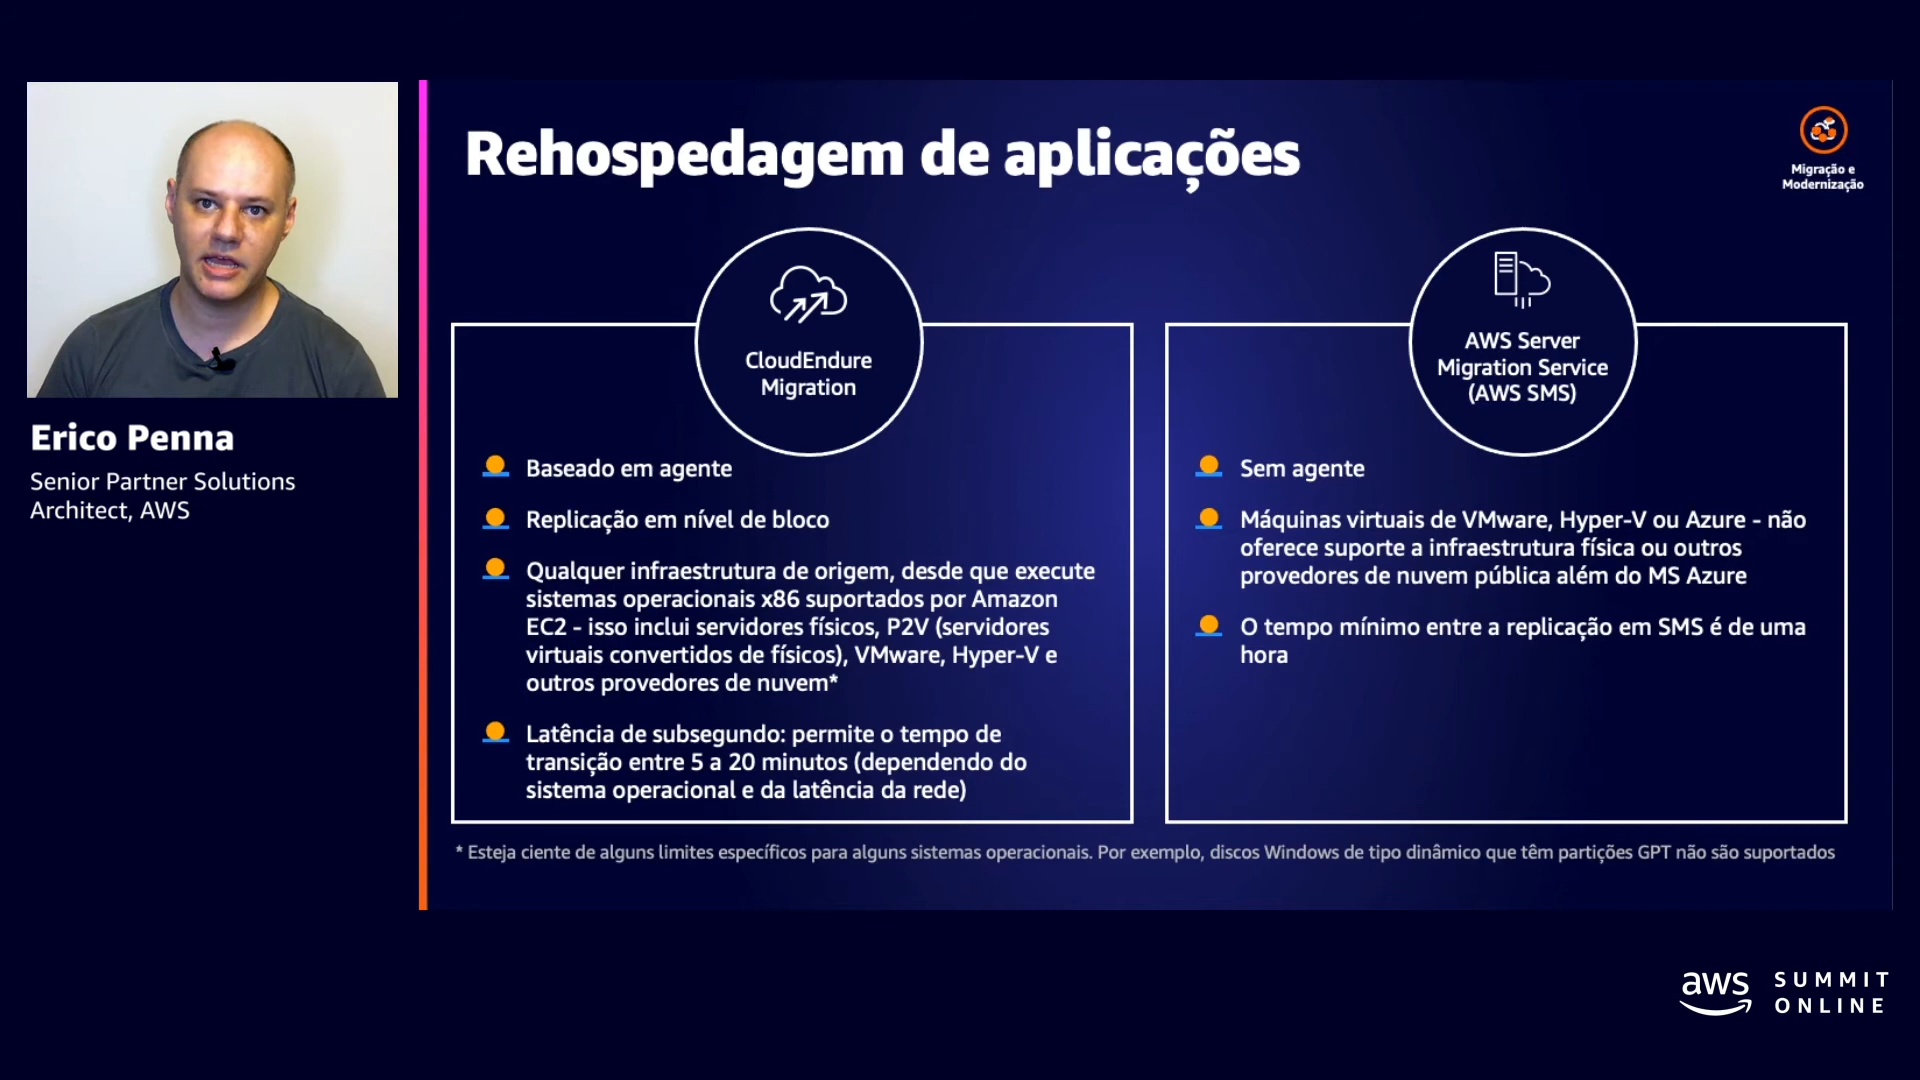 Rehospedagem de aplicações
Migração e
Modernização
Erico Penna
Senior Partner Solutions
Architect, AWS
CloudEndure
Migration
Baseado em agente
Replicação em nível de bloco
Qualquer infraestrutura de origem, desde que execute
sistemas operacionais x86 suportados por Amazon
EC2 - isso inclui servidores físicos, P2V (servidores
virtuais convertidos de físicos), VMware, Hyper-V e
outros provedores de nuvem*
Latência de subsegundo: permite o tempo de
transição entre 5 a 20 minutos (dependendo do
sistema operacional e da latência da rede)
AWS Server
Migration Service
(AWS SMS)
Sem agente
Máquinas virtuais de VMware, Hyper-V ou Azure - não
oferece suporte a infraestrutura física ou outros
provedores de nuvem pública além do MS Azure
O tempo mínimo entre a replicação em SMS é de uma
hora
* Esteja ciente de alguns limites específicos para alguns sistemas operacionais. Por exemplo, discos Windows de tipo dinâmico que têm partições GPT não são suportados
aws
SUMMIT
ONLINE